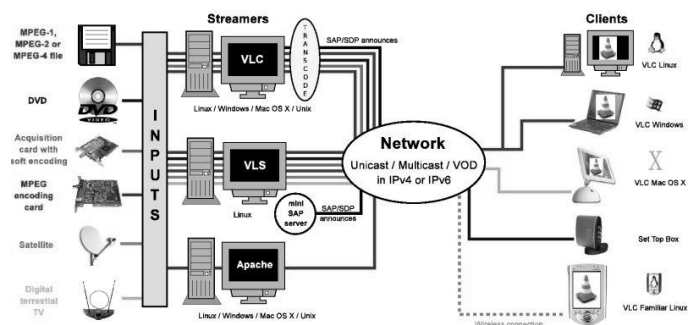 Streamers
Clients
MPEG-1,
MPEG-2 or
MPEG-4 file
DVD
DVD
VIDEO
Acquisition
card with
soft encoding
MPEG
encoding
card
Satellite
Digital
terrestial
TV
INPUTS
VLC
TRANSCODE
SAP/SDP announces
Linux / Windows / Mac OS X / Unix
VLS
Linux
mini
SAP
server
SAP/SDP
announces
Apache
Linux / Windows / Mac OS X / Unix
Network
Unicast / Multicast / VOD
in IPv4 or IPv6
VLC Linux
VLC Windows
X
VLC Mac OS X
Set Top Box
VLC Familiar Linux
Wireless connection